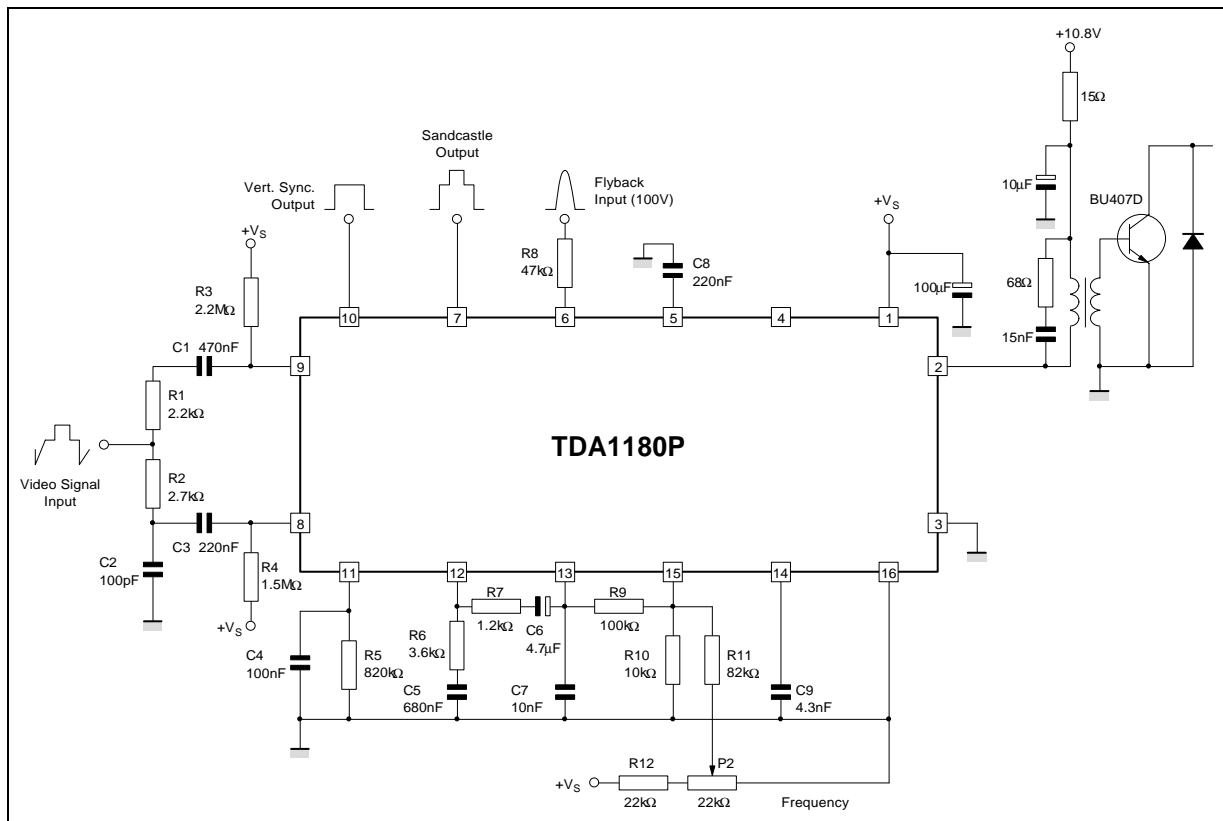 +10.8V
15Ω
Sandcastle
Output
Vert. Sync.
Output
Flyback
Input (100V)
10µF
BU407D
+VS
+VS
R3
2.2MΩ
R8
47kΩ
C8
220nF
100µF
68Ω
15nF
10
7
6
5
4
1
C1 470nF
9
2
R1
2.2kΩ
TDA1180P
Video Signal
Input
R2
2.7kΩ
8
3
C3 220nF
C2
100pF
R4
1.5MΩ
+VS
11
12
13
15
14
16
R7
1.2kΩ
C6
4.7µF
R9
100kΩ
C4
100nF
R5
820kΩ
R6
3.6kΩ
C5
680nF
C7
10nF
R10
10kΩ
R11
82kΩ
C9
4.3nF
+VS
R12
22kΩ
P2
22kΩ
Frequency